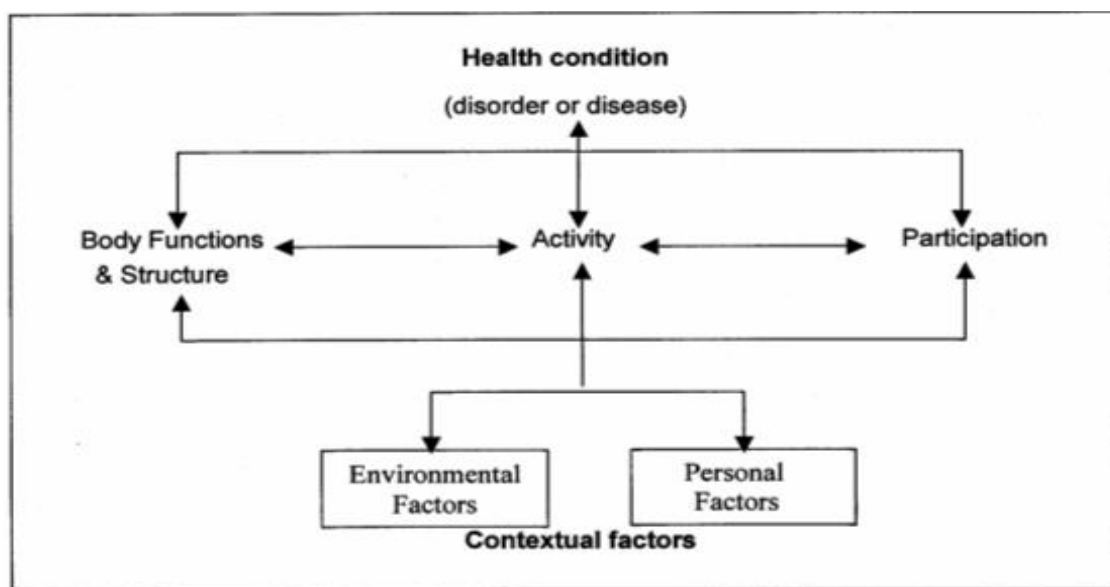 Health condition
(disorder or disease)
Body Functions
& Structure
Activity
Participation
Environmental
Factors
Personal
Factors
Contextual factors